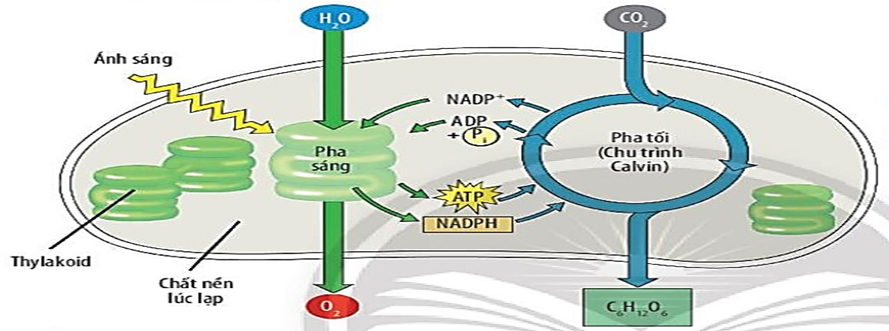 H₂O
CO₂
Ánh sáng
NADP⁺
ADP
+ Pᵢ
Pha
sáng
Pha tối
(Chu trình
Calvin)
ATP
NADPH
Thylakoid
Chất nền
lúc lạp
O₂
C₆H₁₂O₆